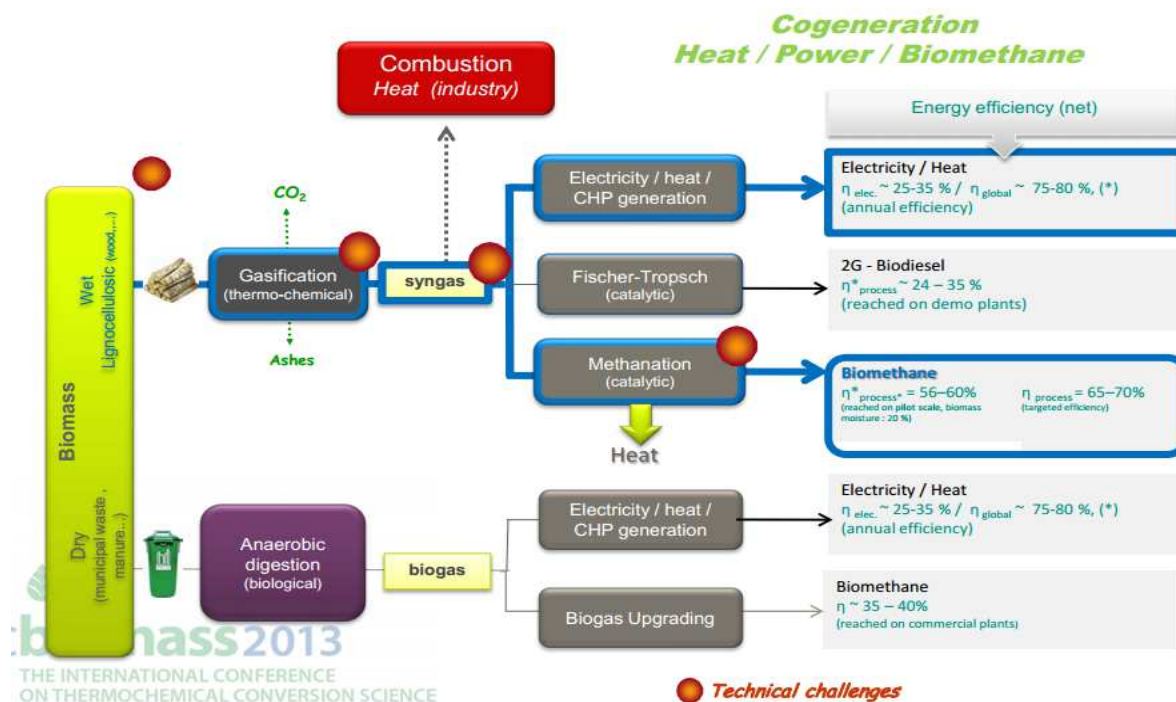 Cogeneration
Heat / Power / Biomethane
Combustion
Heat (industry)
Energy efficiency (net)
Biomass
Wet
Lignocellulosic (wood,....)
CO2
Gasification
(thermo-chemical)
Ashes
syngas
Electricity / heat /
CHP generation
Electricity / Heat
η elec. ~ 25-35 % / η global ~ 75-80 %, (*)
(annual efficiency)
Fischer-Tropsch
(catalytic)
2G - Biodiesel
η*process ~ 24 – 35 %
(reached on demo plants)
Methanation
(catalytic)
Heat
Biomethane
η*process* = 56–60%
(reached on pilot scale, biomass
moisture : 20 %)
η process = 65–70%
(targeted efficiency)
Dry
(municipal waste ,
manure...)
Anaerobic
digestion
(biological)
biogas
Electricity / heat /
CHP generation
Electricity / Heat
η elec. ~ 25-35 % / η global ~ 75-80 %, (*)
(annual efficiency)
Biogas Upgrading
Biomethane
η ~ 35 – 40%
(reached on commercial plants)
2013
THE INTERNATIONAL CONFERENCE
ON THERMOCHEMICAL CONVERSION SCIENCE
Technical challenges